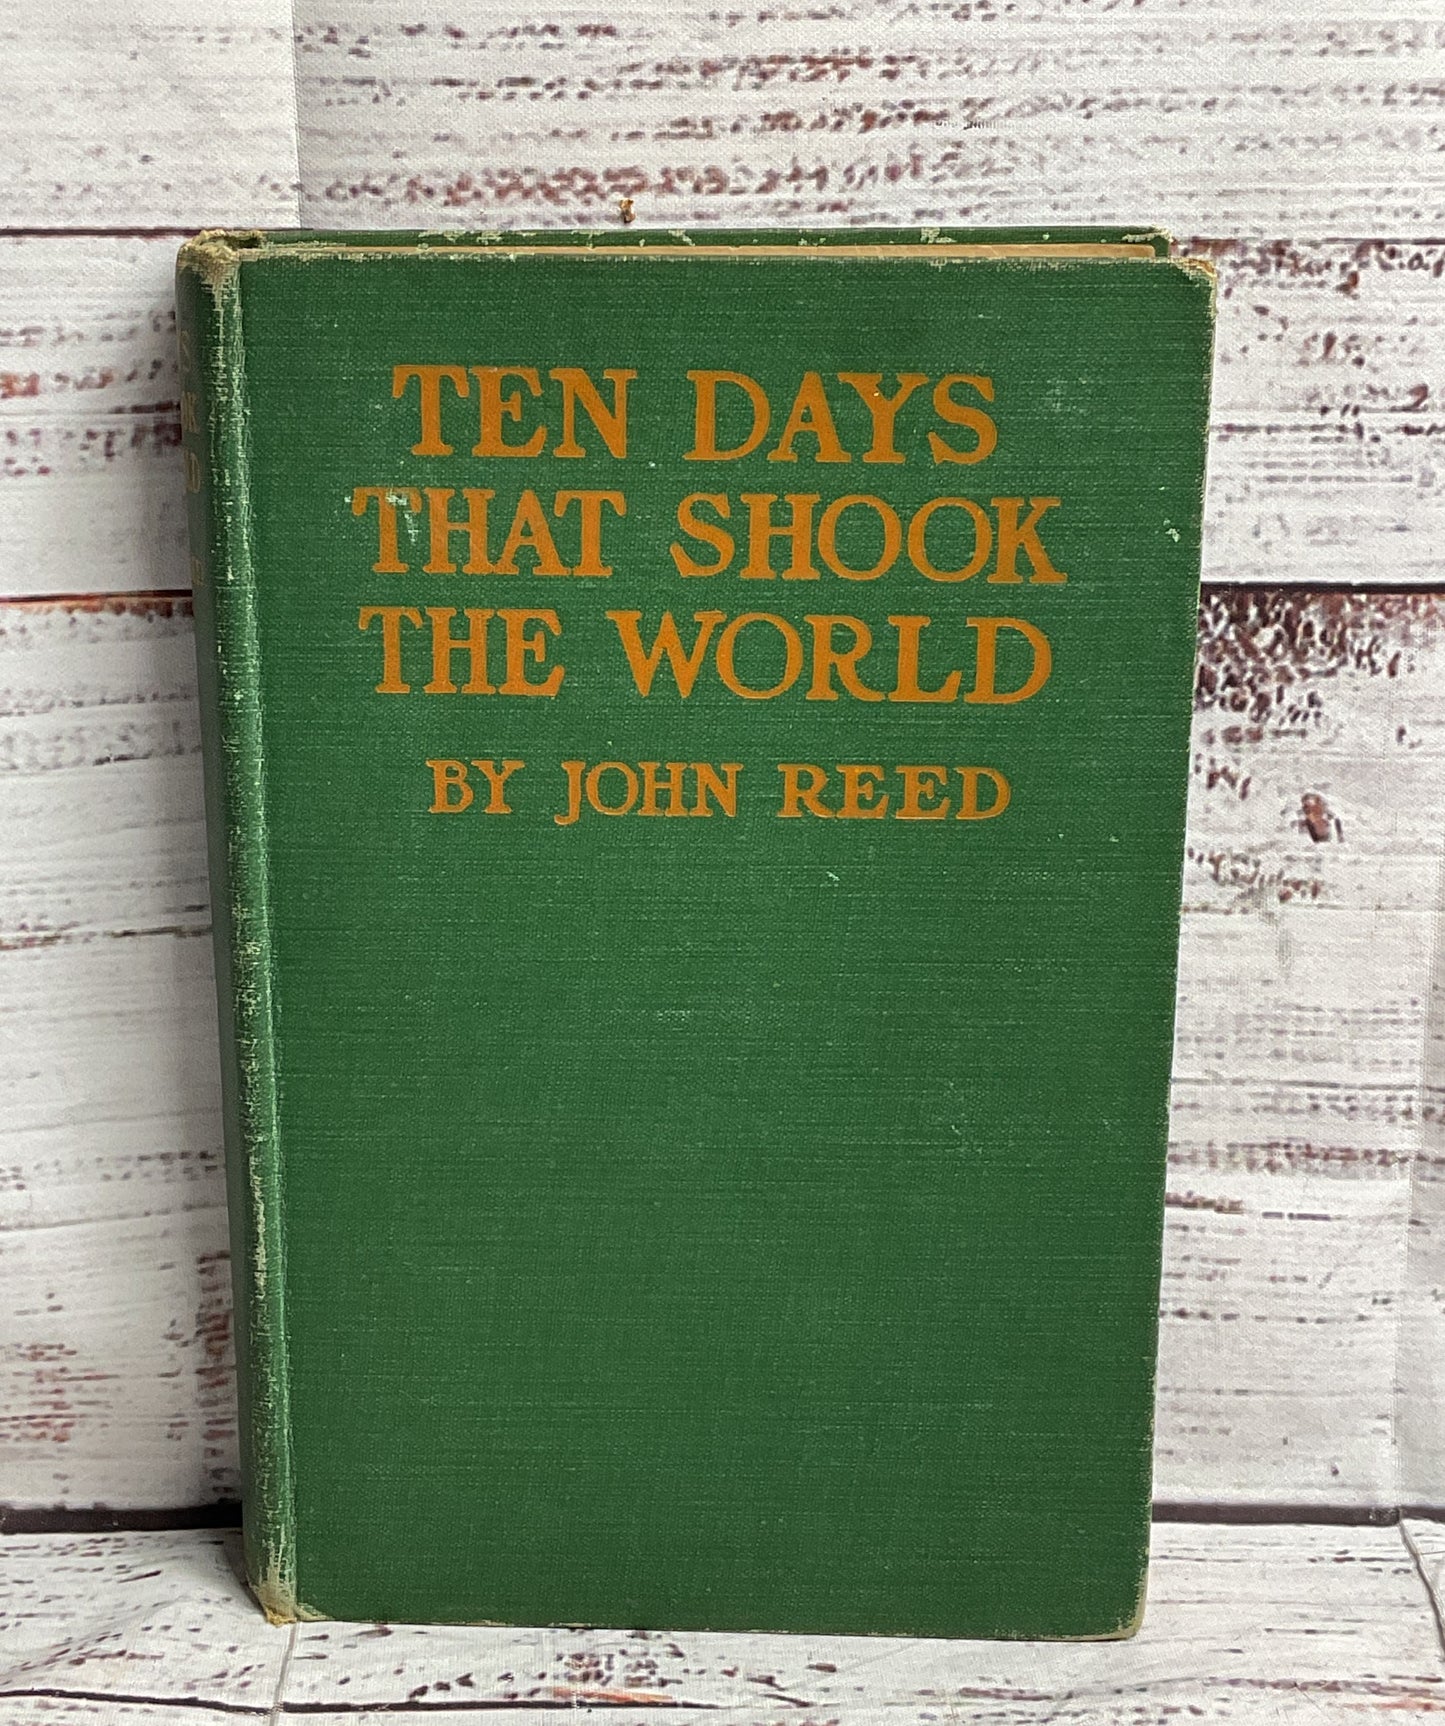 TEN DAYS
THAT SHOOK
THE WORLD
BY JOHN REED